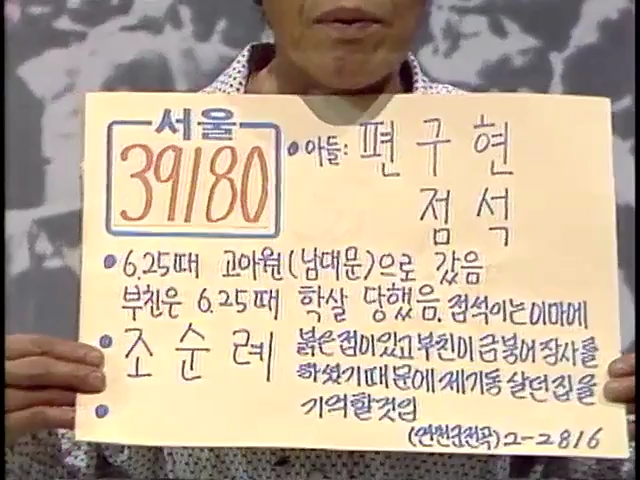 서울
39180
• 아들: 편구현
점석
• 6.25때 고아원(남대문)으로 갔음
부친은 6.25때 학살 당했음. 점석이는 이마에
• 조순례 붉은점이있고 부친이 금붕어 장사를
하셨기때문에 제기동 살던집을
기억할것임
(연천군전곡) 2-2816